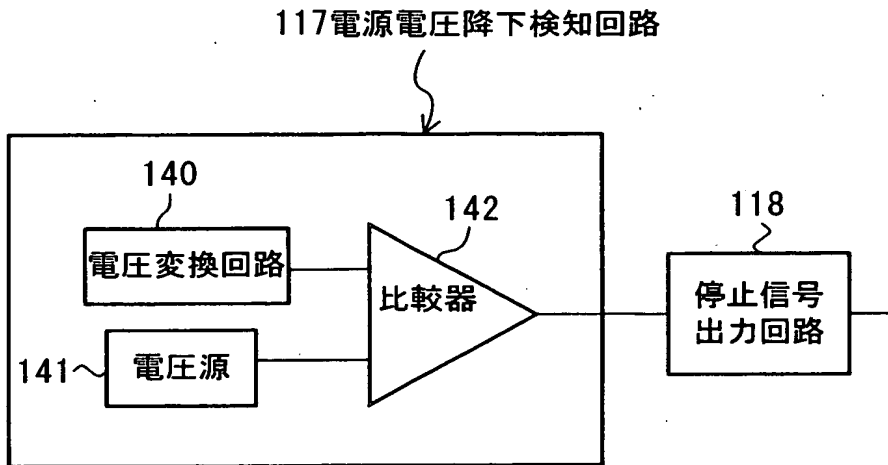 117電源電圧降下検知回路
140
電圧変換回路
142
比較器
118
停止信号
出力回路
141
電圧源